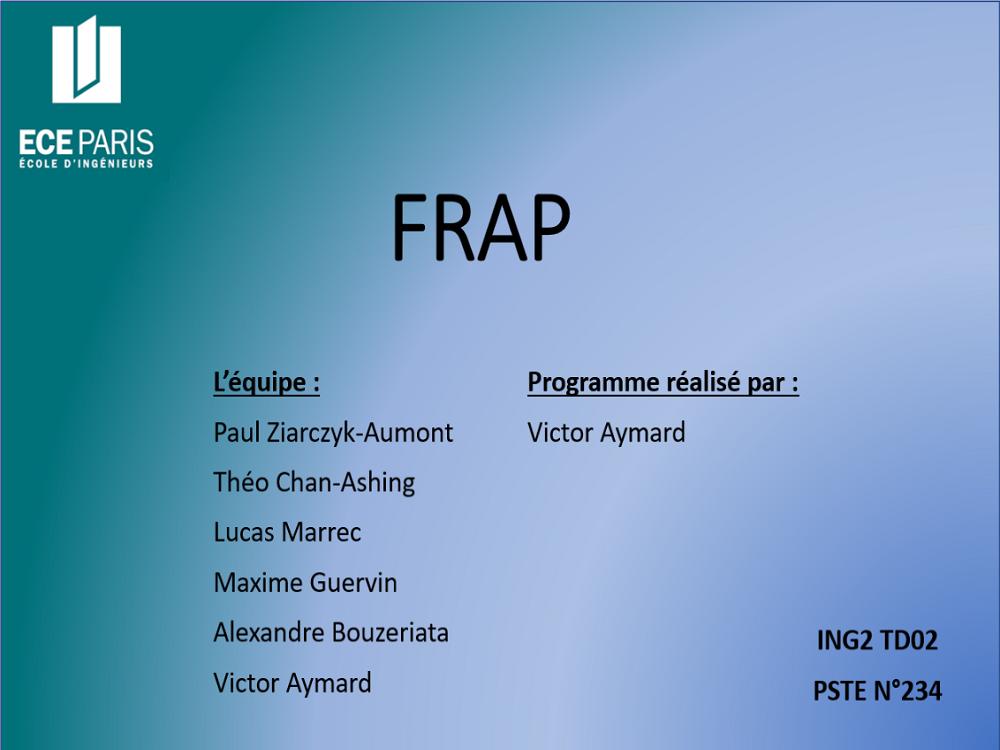 ECE PARIS
ÉCOLE D'INGÉNIEURS
FRAP
L’équipe :
Paul Ziarczyk-Aumont
Théo Chan-Ashing
Lucas Marrec
Maxime Guervin
Alexandre Bouzeriata
Victor Aymard
Programme réalisé par :
Victor Aymard
ING2 TD02
PSTE N°234